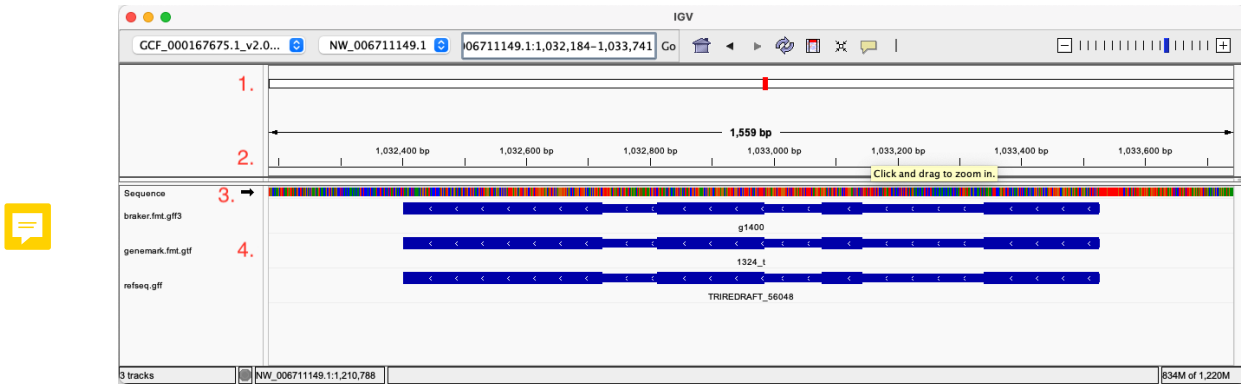 IGV
GCF_000167675.1_v2.0... NW_006711149.1 06711149.1:1,032,184-1,033,741 Go
1.
1,559 bp
2. 1,032,400 bp 1,032,600 bp 1,032,800 bp 1,033,000 bp 1,033,200 bp 1,033,400 bp 1,033,600 bp
Click and drag to zoom in.
Sequence 3.
braker.fmt.gff3
g1400
genemark.fmt.gtf 4.
1324_t
refseq.gff
TRIREDRAFT_56048
3 tracks NW_006711149.1:1,210,788 834M of 1,220M